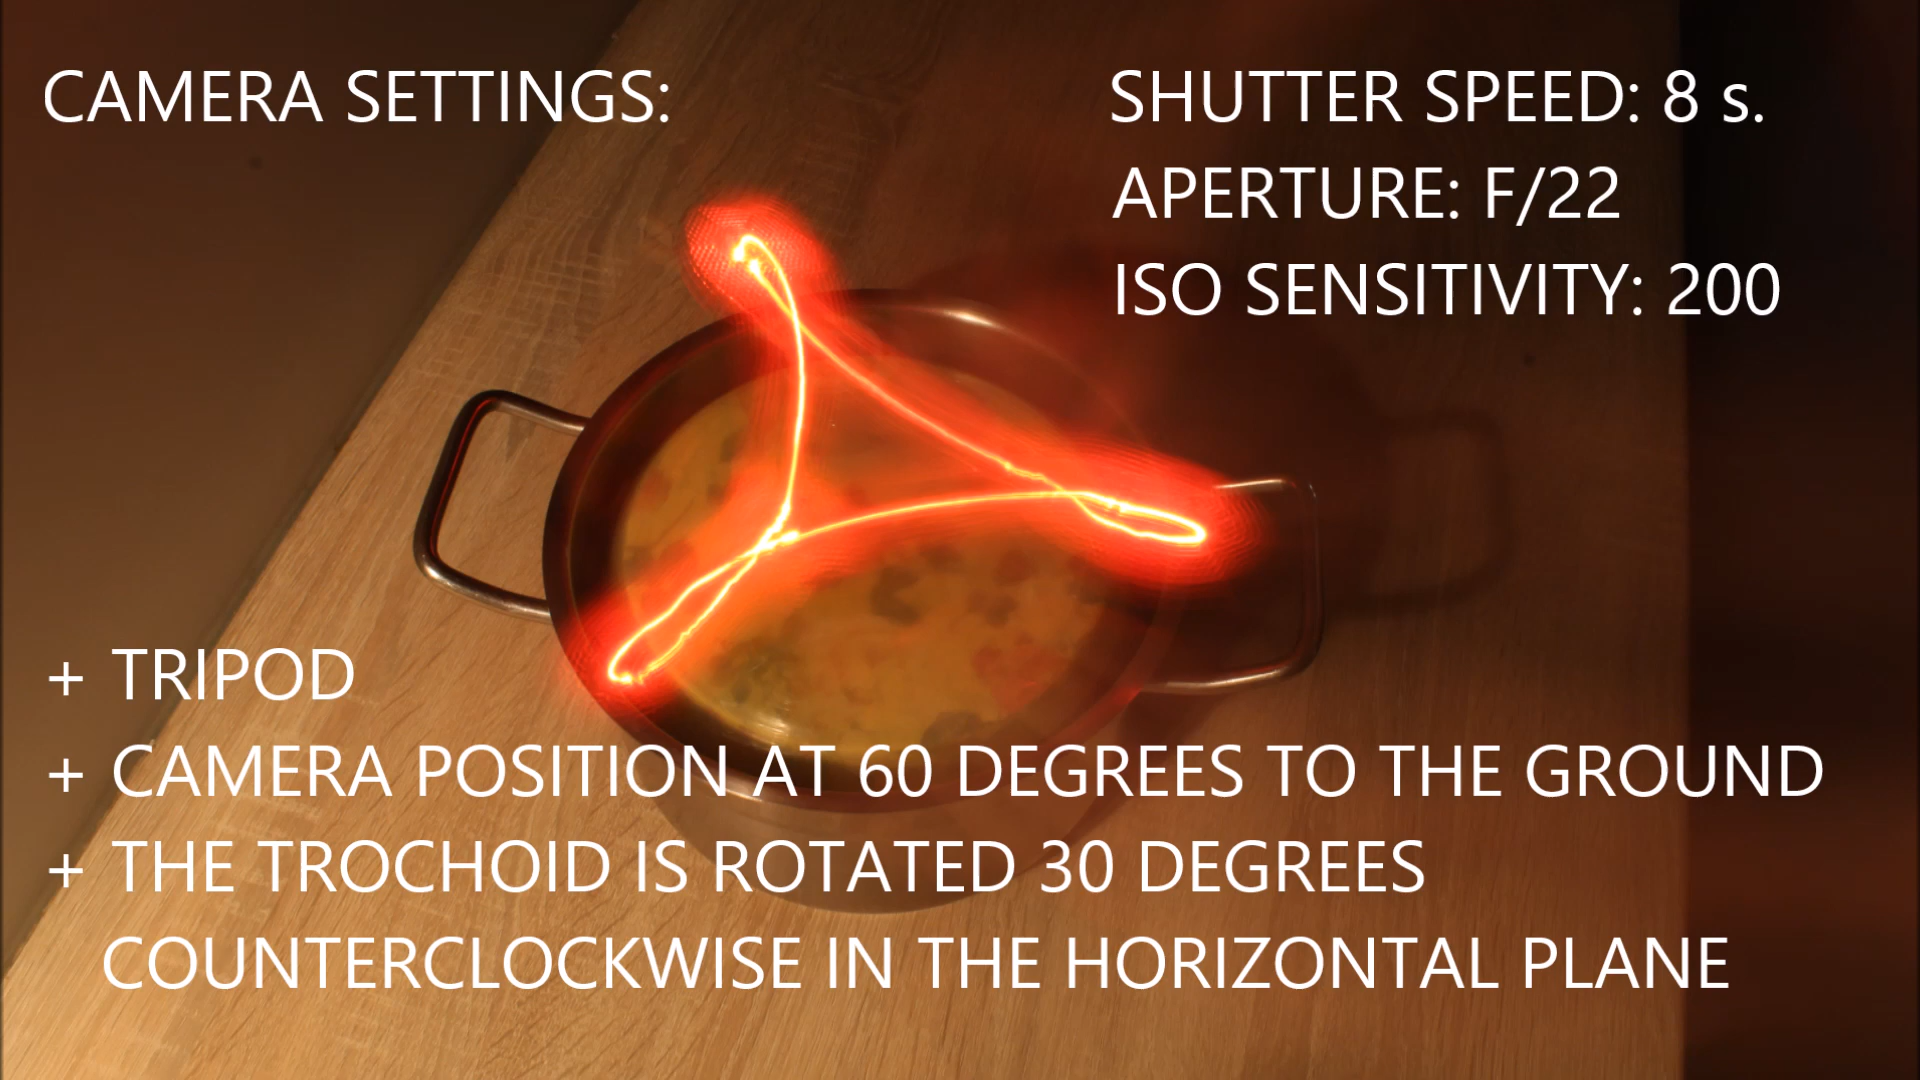 CAMERA SETTINGS:
SHUTTER SPEED: 8 s.
APERTURE: F/22
ISO SENSITIVITY: 200
+ TRIPOD
+ CAMERA POSITION AT 60 DEGREES TO THE GROUND
+ THE TROCHOID IS ROTATED 30 DEGREES
COUNTERCLOCKWISE IN THE HORIZONTAL PLANE